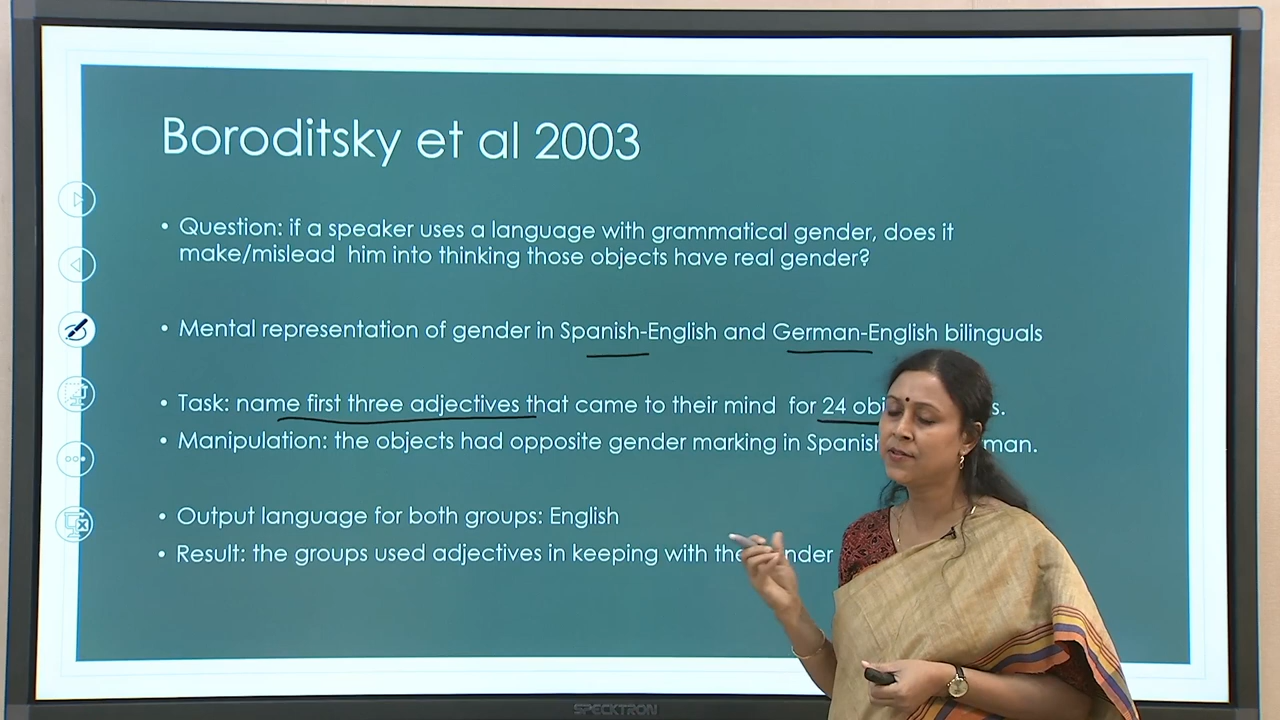 Boroditsky et al 2003
• Question: if a speaker uses a language with grammatical gender, does it
make/mislead him into thinking those objects have real gender?
• Mental representation of gender in Spanish-English and German-English bilinguals
• Task: name first three adjectives that came to their mind for 24 obj s.
• Manipulation: the objects had opposite gender marking in Spanish man.
• Output language for both groups: English
• Result: the groups used adjectives in keeping with the
SPECKTRON